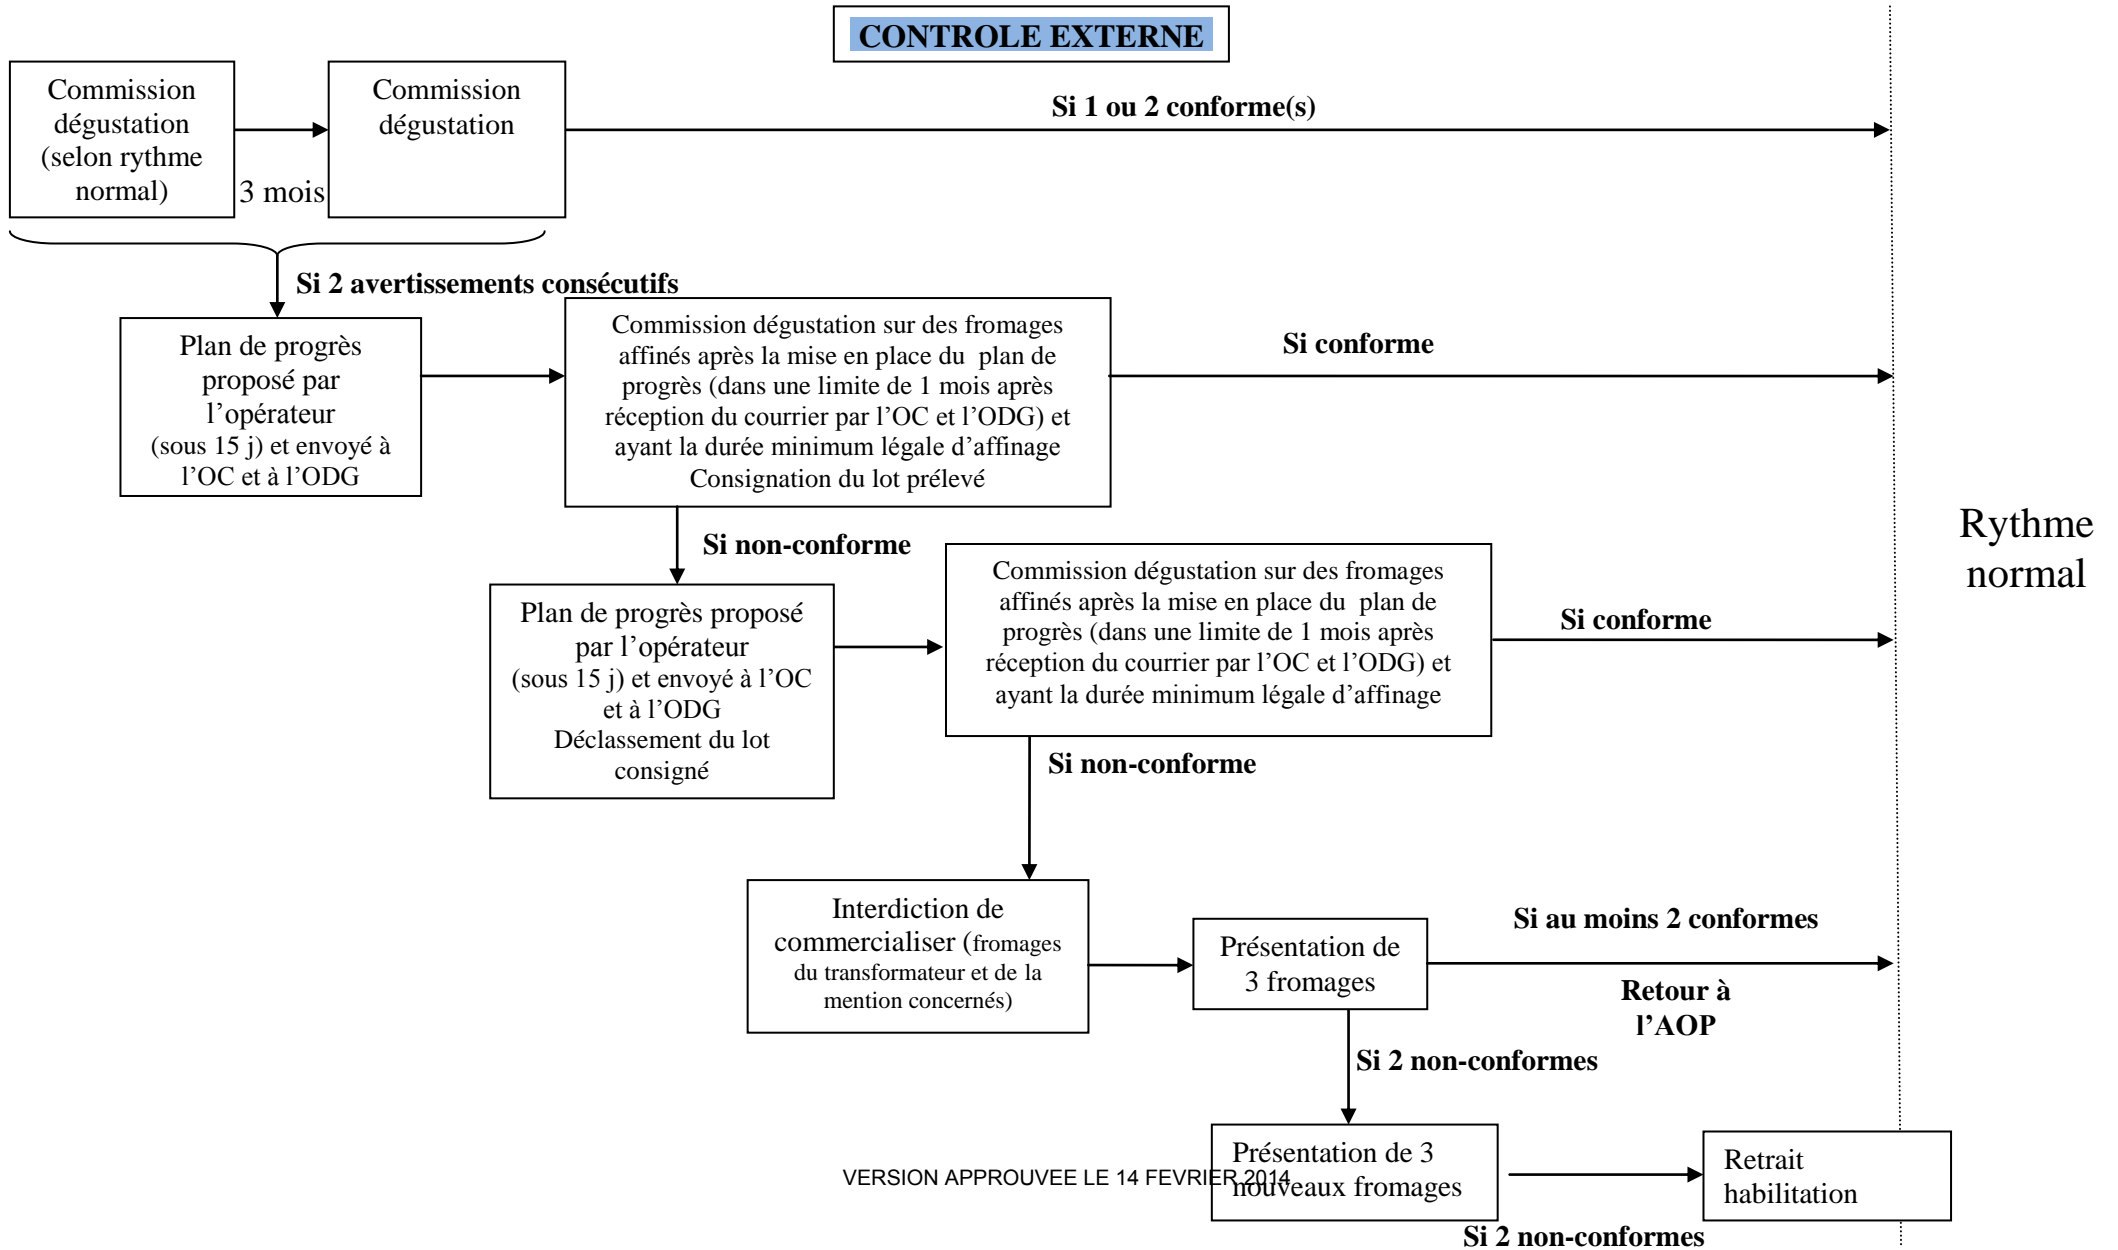 CONTROLE EXTERNE
Commission
dégustation
(selon rythme
normal)
3 mois
Commission
dégustation
Si 1 ou 2 conforme(s)
Si 2 avertissements consécutifs
Plan de progrès
proposé par
l’opérateur
(sous 15 j) et envoyé à
l’OC et à l’ODG
Commission dégustation sur des fromages
affinés après la mise en place du  plan de
progrès (dans une limite de 1 mois après
réception du courrier par l’OC et l’ODG) et
ayant la durée minimum légale d’affinage
Consignation du lot prélevé
Si conforme
Si non-conforme
Plan de progrès proposé
par l’opérateur
(sous 15 j) et envoyé à l’OC
et à l’ODG
Déclassement du lot
consigné
Commission dégustation sur des fromages
affinés après la mise en place du  plan de
progrès (dans une limite de 1 mois après
réception du courrier par l’OC et l’ODG) et
ayant la durée minimum légale d’affinage
Si conforme
Rythme
normal
Si non-conforme
Interdiction de
commercialiser (fromages
du transformateur et de la
mention concernés)
Présentation de
3 fromages
Si au moins 2 conformes
Retour à
l’AOP
Si 2 non-conformes
Présentation de 3
nouveaux fromages
Retrait
habilitation
VERSION APPROUVEE LE 14 FEVRIER 2014
Si 2 non-conformes